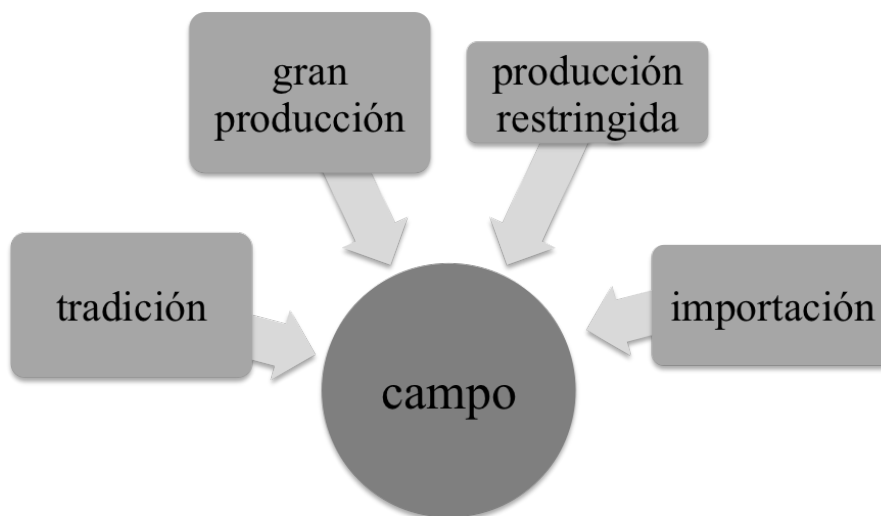 gran
producción
producción
restringida
tradición
importación
campo